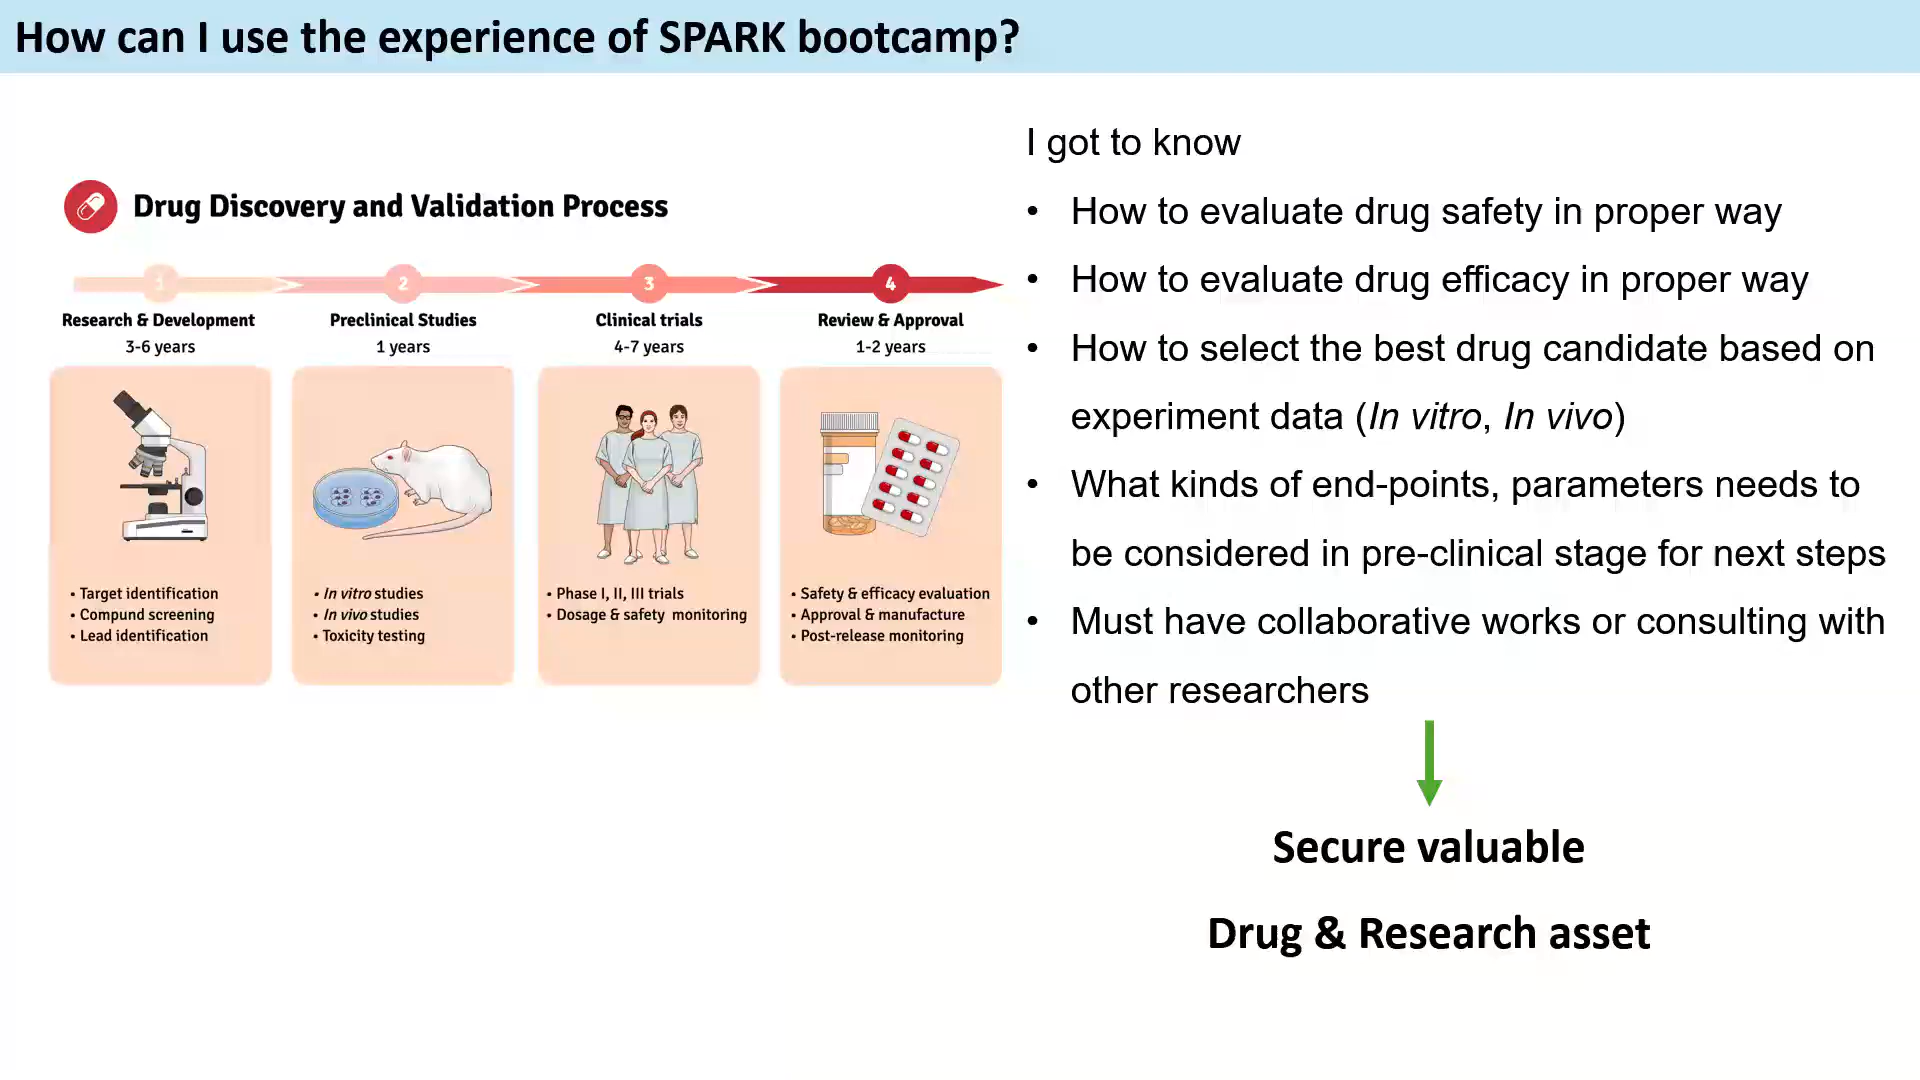 How can I use the experience of SPARK bootcamp?
Drug Discovery and Validation Process
1
2
3
4
Research & Development
3-6 years
Preclinical Studies
1 years
Clinical trials
4-7 years
Review & Approval
1-2 years
• Target identification
• Compund screening
• Lead identification
• In vitro studies
• In vivo studies
• Toxicity testing
• Phase I, II, III trials
• Dosage & safety monitoring
• Safety & efficacy evaluation
• Approval & manufacture
• Post-release monitoring
I got to know
• How to evaluate drug safety in proper way
• How to evaluate drug efficacy in proper way
• How to select the best drug candidate based on
experiment data (In vitro, In vivo)
• What kinds of end-points, parameters needs to
be considered in pre-clinical stage for next steps
• Must have collaborative works or consulting with
other researchers
Secure valuable
Drug & Research asset